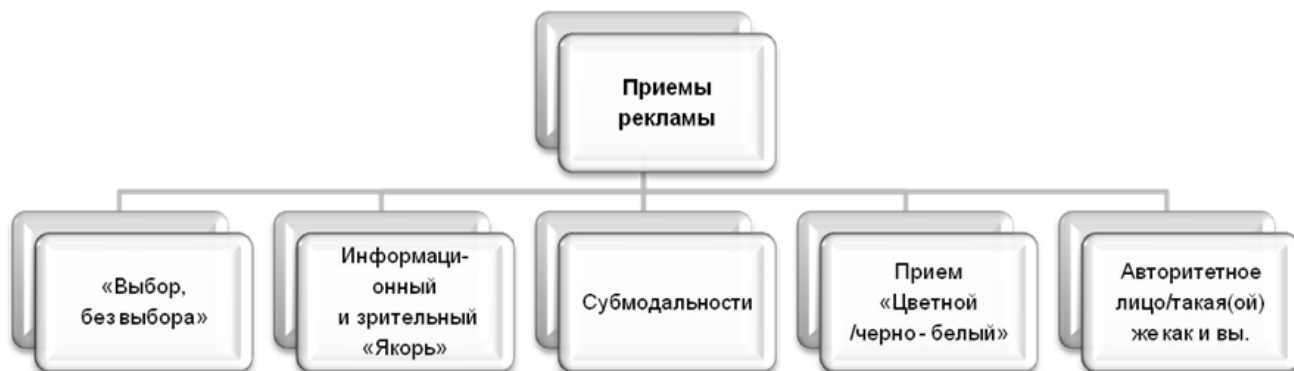 Приемы
рекламы
«Выбор,
без выбора»
Информаци-
онный
и зрительный
«Якорь»
Субмодальности
Прием
«Цветной
/черно - белый»
Авторитетное
лицо/такая(ой)
же как и вы.